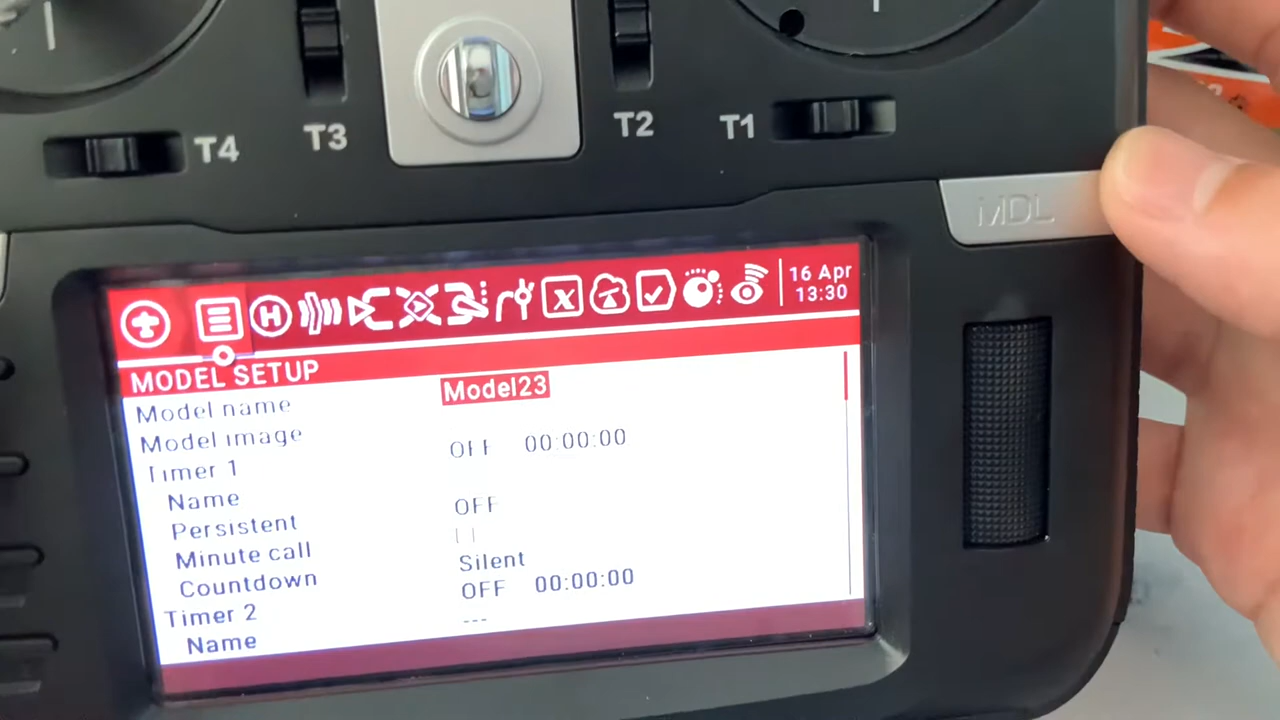 T4
T3
T2
T1
MDL
H
x
16 Apr
13:30
MODEL SETUP
Model name Model23
Model image
Timer 1 OFF 00:00:00
Name
Persistent OFF
Minute call [ ]
Countdown Silent
Timer 2 OFF 00:00:00
Name ---